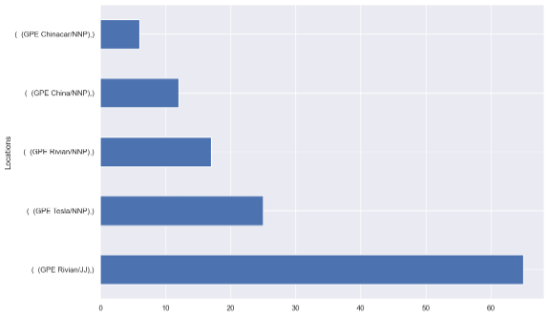 ( (GPE Chinacar/NNP),)
( (GPE China/NNP),)
( (GPE Rivian/NNP),)
( (GPE Tesla/NNP),)
( (GPE Rivian/JJ),)
Locations
0 10 20 30 40 50 60